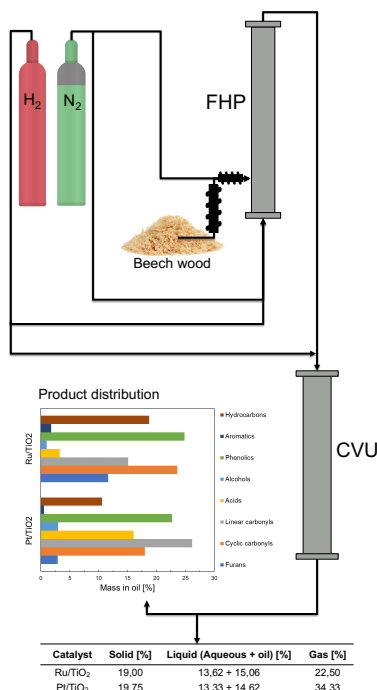 H2
N2
FHP
Beech wood
CVU
Product distribution
Ru/TiO2
Pt/TiO2
Hydrocarbons
Aromatics
Phenolics
Alcohols
Acids
Linear carbonyls
Cyclic carbonyls
Furans
0 5 10 15 20 25 30
Mass in oil [%]
Catalyst Solid [%] Liquid (Aqueous + oil) [%] Gas [%]
Ru/TiO2 19,00 13,62 + 15,06 22,50
Pt/TiO2 19,75 13,33 + 14,62 34,33